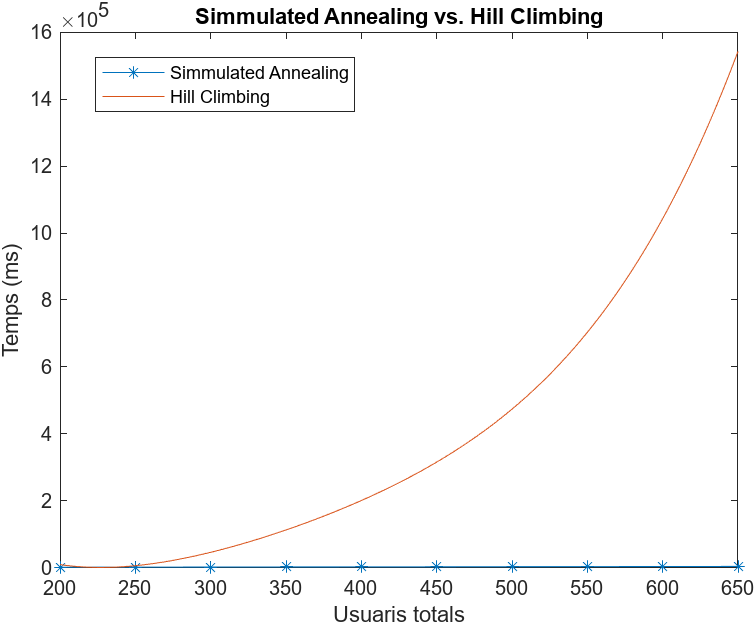 Simmulated Annealing vs. Hill Climbing
×10^5
Simmulated Annealing
Hill Climbing
16
14
12
10
8
6
4
2
0
Temps (ms)
200 250 300 350 400 450 500 550 600 650
Usuaris totals